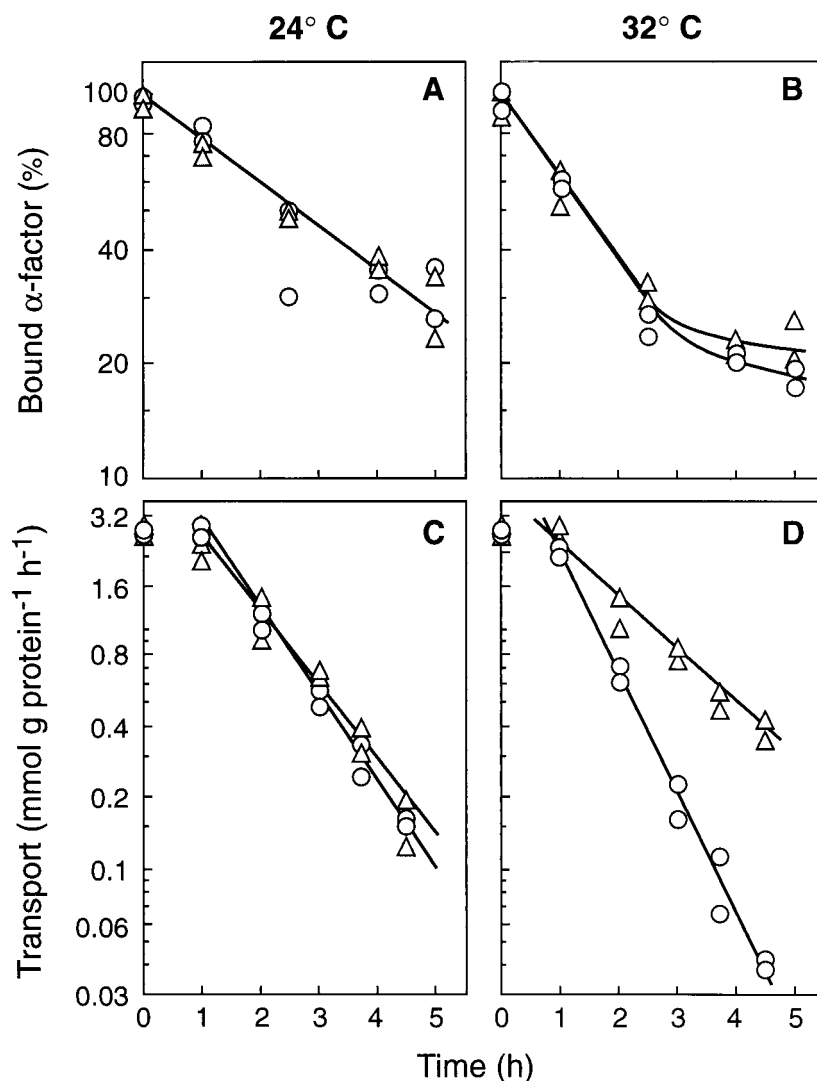 24° C
32° C
Bound α-factor (%)
100
80
40
20
10
A
B
Transport (mmol g protein⁻¹ h⁻¹)
3.2
1.6
0.8
0.4
0.2
0.1
0.06
0.03
C
D
0 1 2 3 4 5
0 1 2 3 4 5
Time (h)